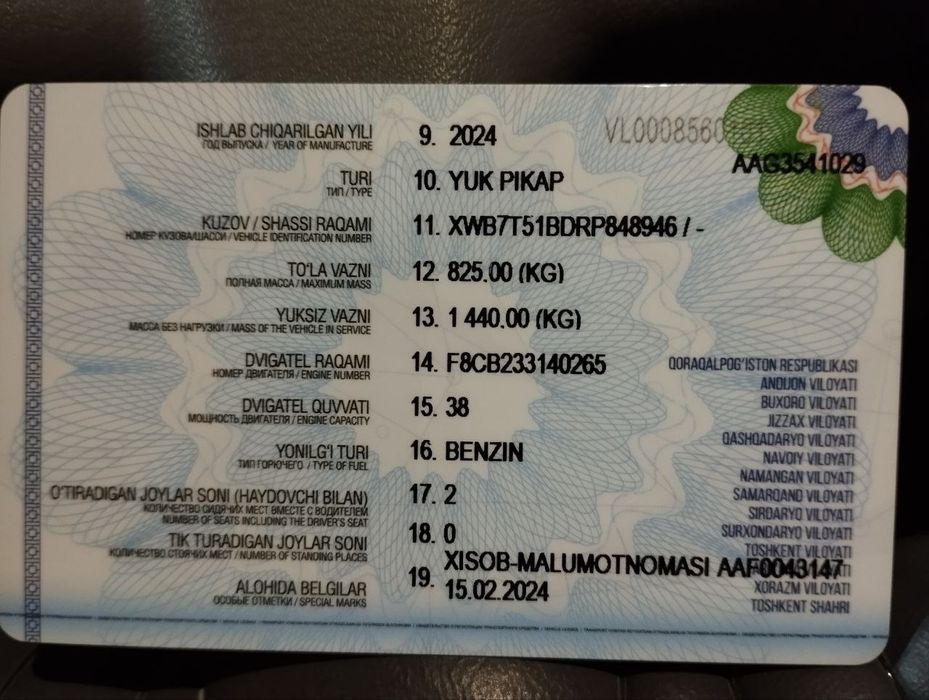 VL0008560
AAG3541029
ISHLAB CHIQARILGAN YILI 9. 2024
ГОД ВЫПУСКА / YEAR OF MANUFACTURE
TURI 10. YUK PIKAP
ТИП / TYPE
KUZOV / SHASSI RAQAMI 11. XWB7T51BDRP848946 / -
НОМЕР КУЗОВА/ШАССИ / VEHICLE IDENTIFICATION NUMBER
TO'LA VAZNI 12. 825.00 (KG)
ПОЛНАЯ МАССА / MAXIMUM MASS
YUKSIZ VAZNI 13. 1 440.00 (KG)
МАССА БЕЗ НАГРУЗКИ / MASS OF THE VEHICLE IN SERVICE
DVIGATEL RAQAMI 14. F8CB233140265
НОМЕР ДВИГАТЕЛЯ / ENGINE NUMBER
DVIGATEL QUVVATI 15. 38
МОЩНОСТЬ ДВИГАТЕЛЯ / ENGINE CAPACITY
YONILG'I TURI 16. BENZIN
ТИП ГОРЮЧЕГО / TYPE OF FUEL
O'TIRADIGAN JOYLAR SONI (HAYDOVCHI BILAN) 17. 2
КОЛИЧЕСТВО СИДЯЧИХ МЕСТ ВМЕСТЕ С ВОДИТЕЛЕМ
NUMBER OF SEATS INCLUDING THE DRIVER'S SEAT
TIK TURADIGAN JOYLAR SONI 18. 0
КОЛИЧЕСТВО СТОЯЧИХ МЕСТ / NUMBER OF STANDING PLACES
ALOHIDA BELGILAR 19. XISOB-MALUMOTNOMASI AAF0043147
15.02.2024
ОСОБЫЕ ОТМЕТКИ / SPECIAL MARKS
QORAQALPOG'ISTON RESPUBLIKASI
ANDIJON VILOYATI
BUXORO VILOYATI
JIZZAX VILOYATI
QASHQADARYO VILOYATI
NAVOIY VILOYATI
NAMANGAN VILOYATI
SAMARQAND VILOYATI
SIRDARYO VILOYATI
SURXONDARYO VILOYATI
TOSHKENT VILOYATI
XORAZM VILOYATI
TOSHKENT SHAHRI